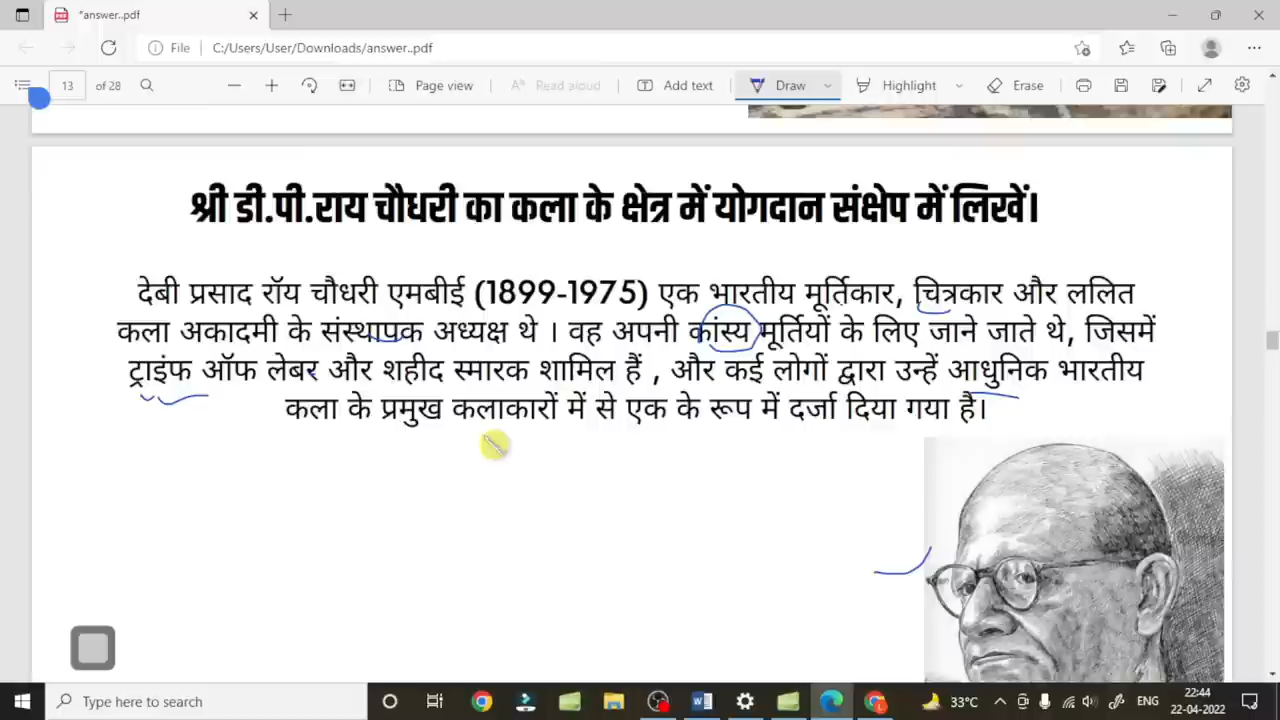 *answer..pdf
File
C:/Users/User/Downloads/answer..pdf
13 of 28
Page view
Read aloud
Add text
Draw
Highlight
Erase
श्री डी.पी.राय चौधरी का कला के क्षेत्र में योगदान संक्षेप में लिखें।
देबी प्रसाद रॉय चौधरी एमबीई (1899-1975) एक भारतीय मूर्तिकार, चित्रकार और ललित
कला अकादमी के संस्थापक अध्यक्ष थे । वह अपनी कांस्य मूर्तियों के लिए जाने जाते थे, जिसमें
ट्राइंफ ऑफ लेबर और शहीद स्मारक शामिल हैं , और कई लोगों द्वारा उन्हें आधुनिक भारतीय
कला के प्रमुख कलाकारों में से एक के रूप में दर्जा दिया गया है।
Type here to search
33°C
ENG
22:44
22-04-2022